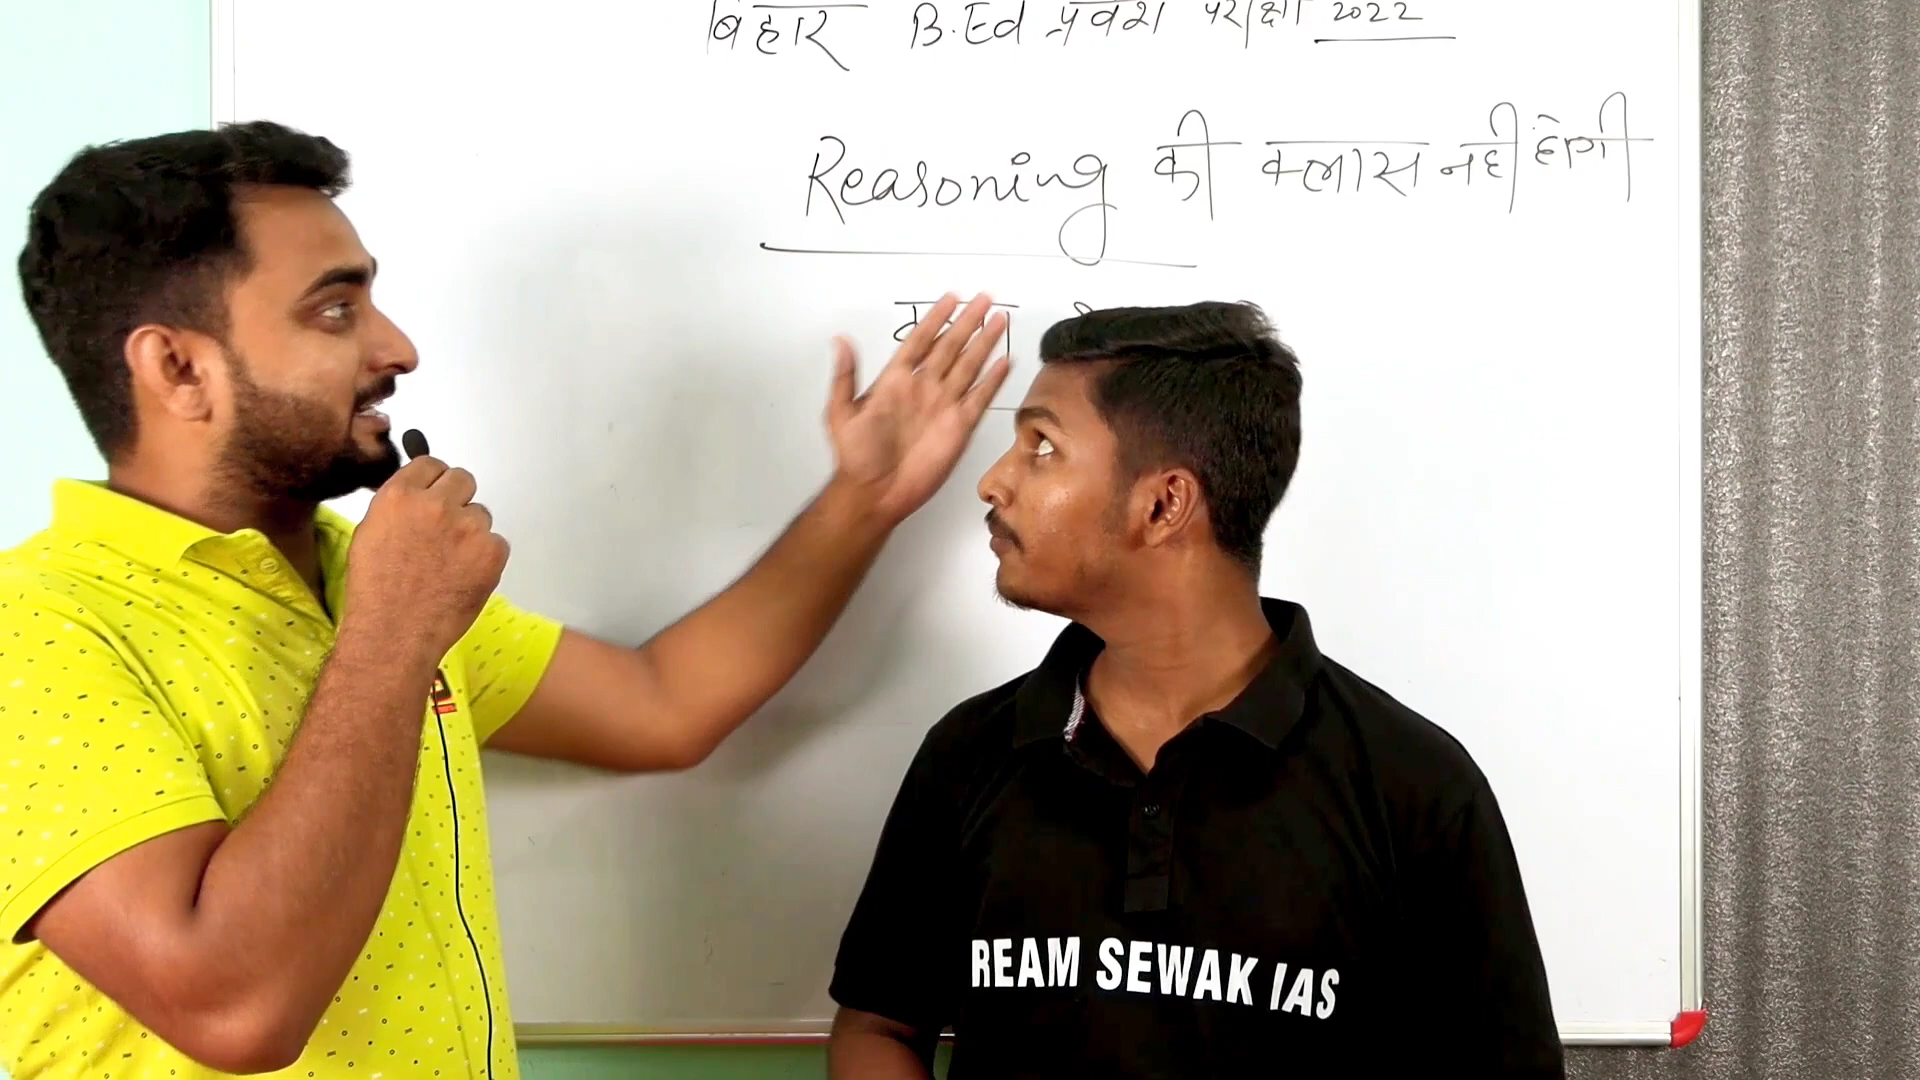 बिहार B.Ed प्रवेश परीक्षा 2022
Reasoning की क्लास नही होगी
REAM SEWAK IAS